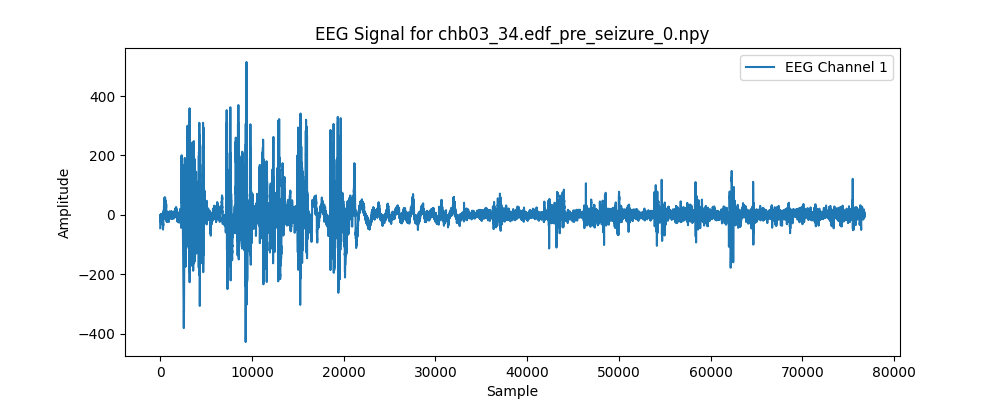 EEG Signal for chb03_34.edf_pre_seizure_0.npy
EEG Channel 1
Amplitude
400
200
0
−200
−400
0 10000 20000 30000 40000 50000 60000 70000 80000
Sample